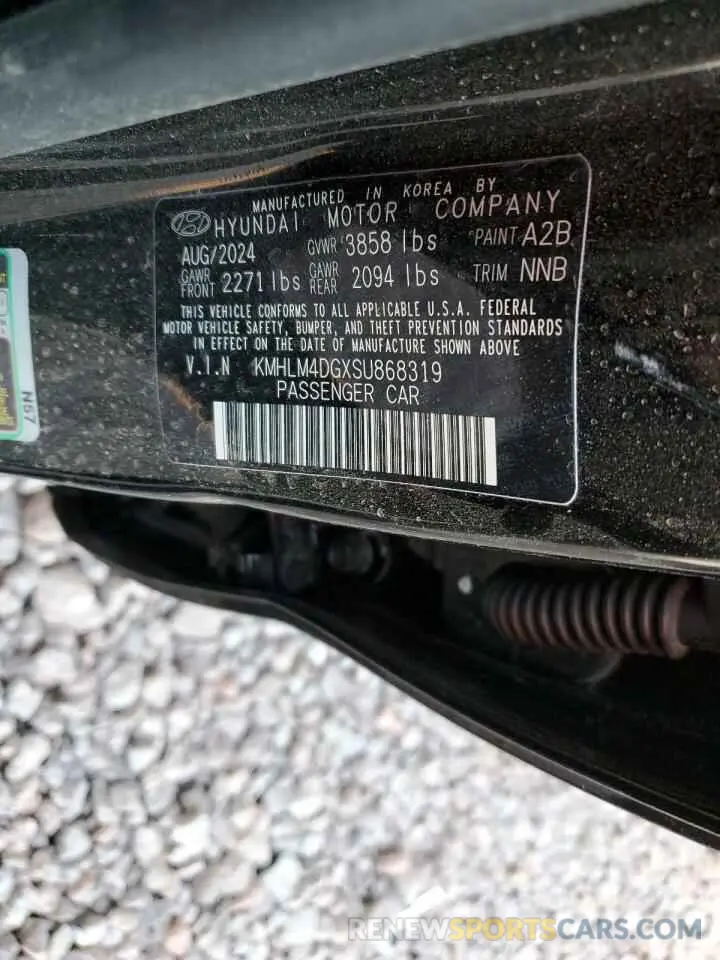 MANUFACTURED IN KOREA BY
HYUNDAI MOTOR COMPANY
AUG/2024 GVWR 3858 lbs PAINT A2B
GAWR FRONT 2271 lbs GAWR REAR 2094 lbs TRIM NNB
THIS VEHICLE CONFORMS TO ALL APPLICABLE U.S.A. FEDERAL
MOTOR VEHICLE SAFETY, BUMPER, AND THEFT PREVENTION STANDARDS
IN EFFECT ON THE DATE OF MANUFACTURE SHOWN ABOVE
V.I.N KMHLM4DGXSU868319
PASSENGER CAR
N57
RENEWSPORTSCARS.COM